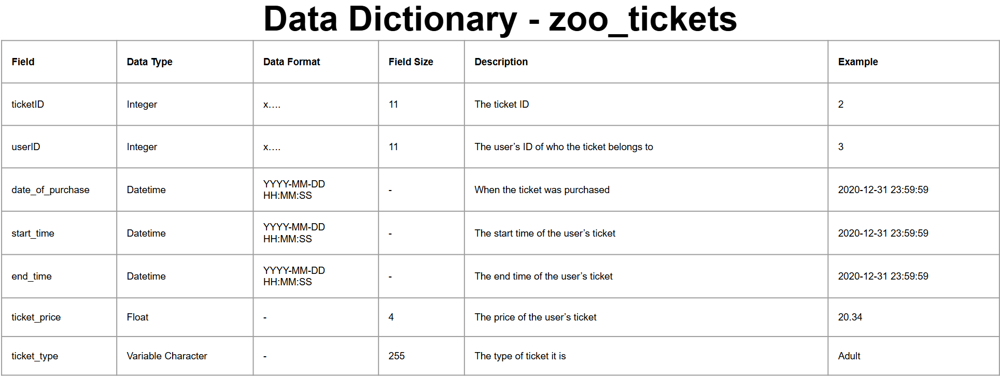 Data Dictionary - zoo_tickets
Field Data Type Data Format Field Size Description Example
ticketID Integer x…. 11 The ticket ID 2
userID Integer x…. 11 The user’s ID of who the ticket belongs to 3
date_of_purchase Datetime YYYY-MM-DD HH:MM:SS - When the ticket was purchased 2020-12-31 23:59:59
start_time Datetime YYYY-MM-DD HH:MM:SS - The start time of the user’s ticket 2020-12-31 23:59:59
end_time Datetime YYYY-MM-DD HH:MM:SS - The end time of the user’s ticket 2020-12-31 23:59:59
ticket_price Float - 4 The price of the user’s ticket 20.34
ticket_type Variable Character - 255 The type of ticket it is Adult